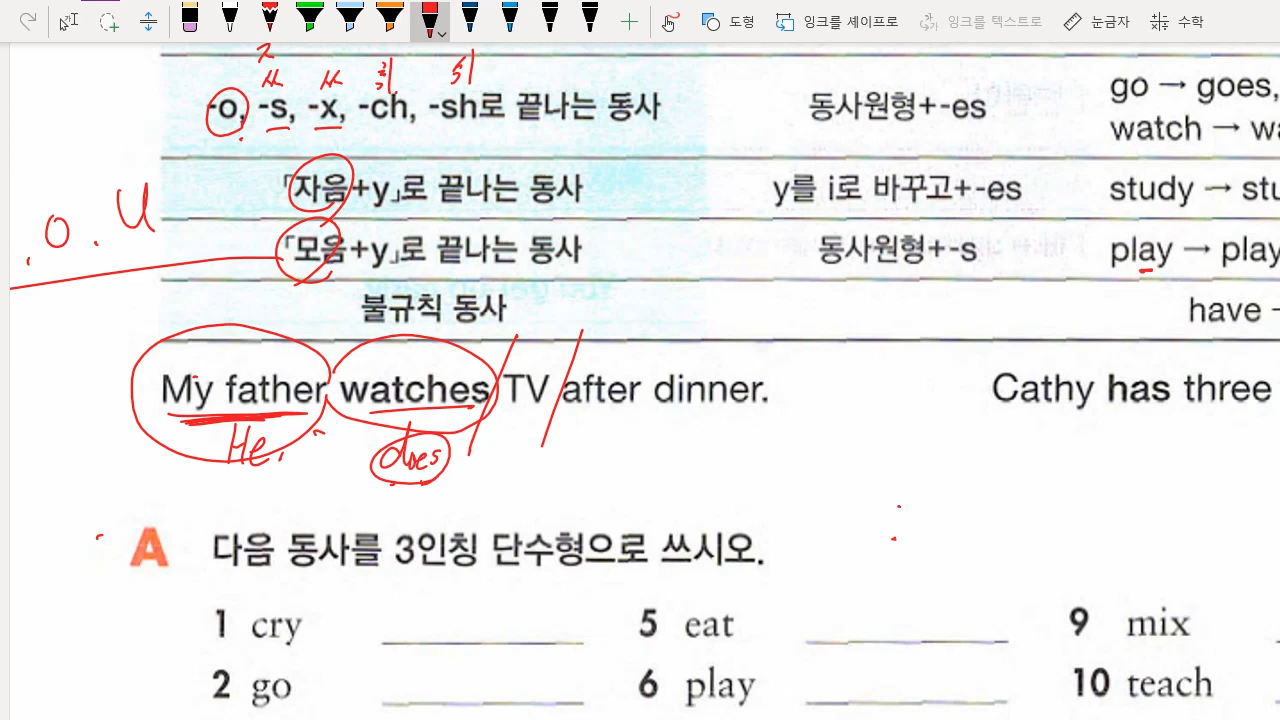 도형 잉크를 셰이프로 잉크를 텍스트로 눈금자 수학
-o, -s, -x, -ch, -sh로 끝나는 동사 동사원형+-es go → goes,
watch → wa
「자음+y」로 끝나는 동사 y를 i로 바꾸고+-es study → stu
o. u
「모음+y」로 끝나는 동사 동사원형+-s play → play
불규칙 동사 have
My father watches TV after dinner. Cathy has three
He. does
A 다음 동사를 3인칭 단수형으로 쓰시오.
1 cry 5 eat 9 mix
2 go 6 play 10 teach